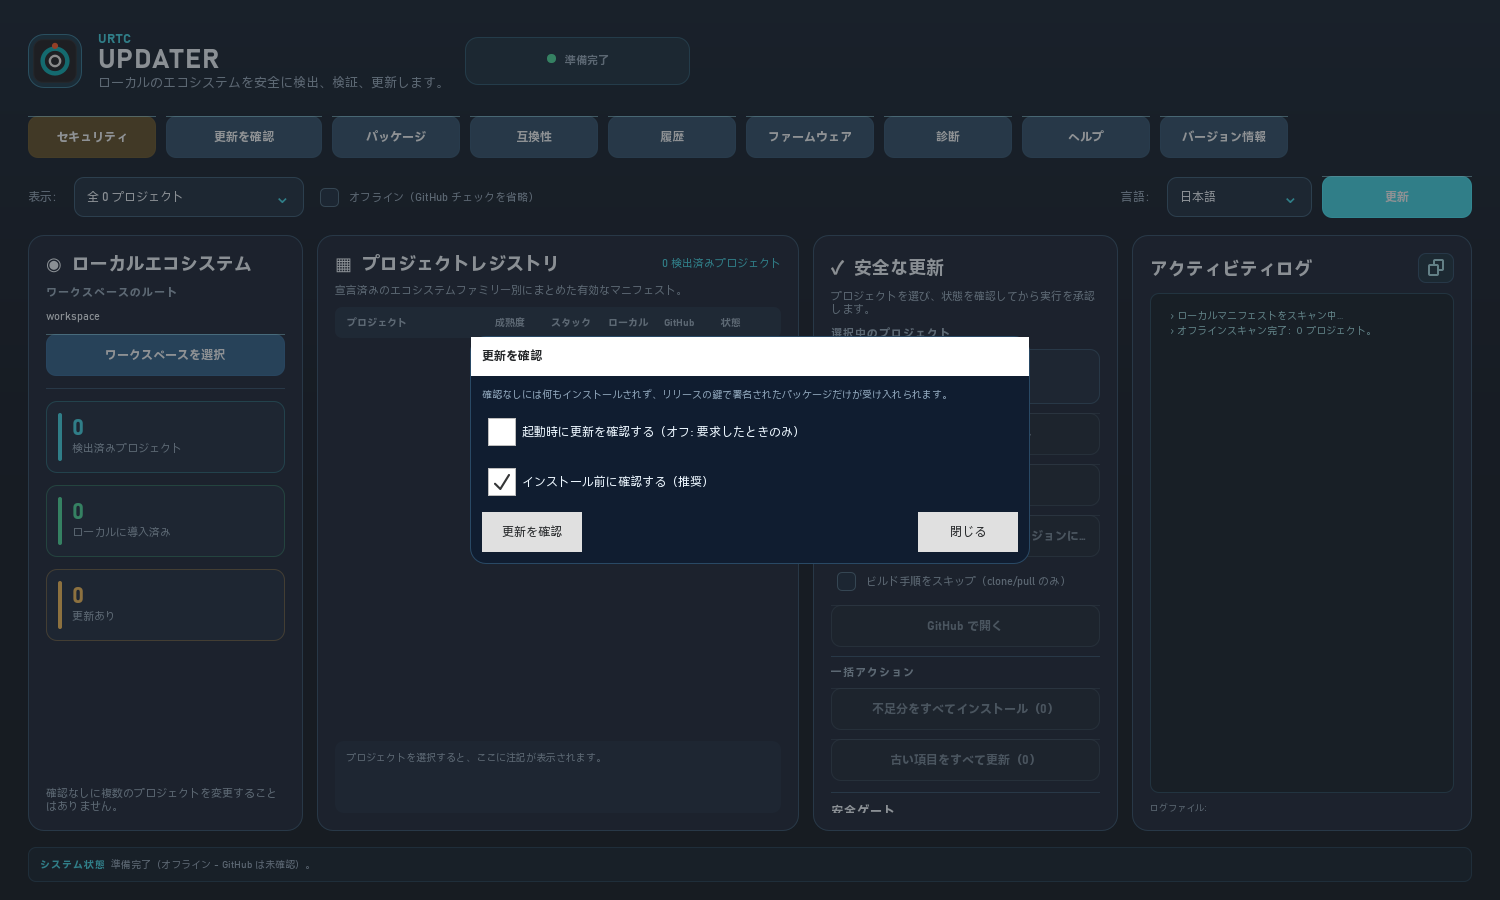 URTC
UPDATER
ローカルのエコシステムを安全に検出、検証、更新します。
準備完了
セキュリティ
更新を確認
パッケージ
互換性
履歴
ファームウェア
診断
ヘルプ
バージョン情報
表示:
全 0 プロジェクト
オフライン（GitHub チェックを省略）
言語:
日本語
更新
ローカルエコシステム
ワークスペースのルート
workspace
ワークスペースを選択
0
検出済みプロジェクト
0
ローカルに導入済み
0
更新あり
確認なしに複数のプロジェクトを変更すること
はありません。
プロジェクトレジストリ
0 検出済みプロジェクト
宣言済みのエコシステムファミリー別にまとめた有効なマニフェスト。
プロジェクト 成熟度 スタック ローカル GitHub 状態
プロジェクトを選択すると、ここに注記が表示されます。
更新を確認
確認なしには何もインストールされず、リリースの鍵で署名されたパッケージだけが受け入れられます。
起動時に更新を確認する（オフ: 要求したときのみ）
インストール前に確認する（推奨）
更新を確認
閉じる
安全な更新
プロジェクトを選び、状態を確認してから実行を承認
します。
選択中のプロジェクト
ジョンに…
ビルド手順をスキップ（clone/pull のみ）
GitHub で開く
一括アクション
不足分をすべてインストール（0）
古い項目をすべて更新（0）
安全ゲート
アクティビティログ
› ローカルマニフェストをスキャン中…
› オフラインスキャン完了: 0 プロジェクト。
ログファイル:
システム状態 準備完了（オフライン – GitHub は未確認）。